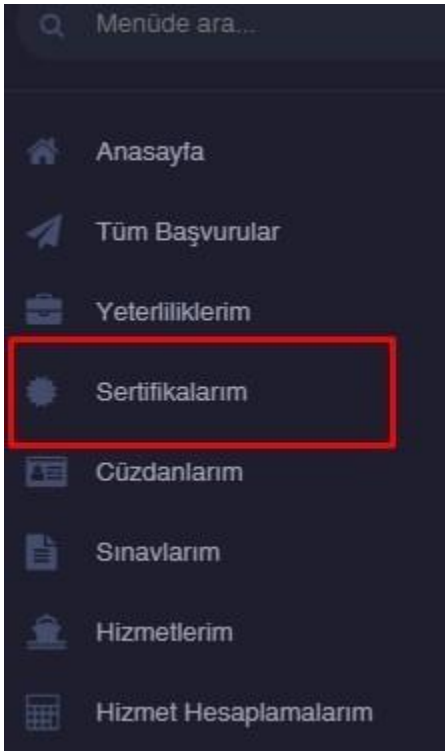 Menüde ara...
Anasayfa
Tüm Başvurular
Yeterliliklerim
Sertifikalarım
Cüzdanlarım
Sınavlarım
Hizmetlerim
Hizmet Hesaplamalarım